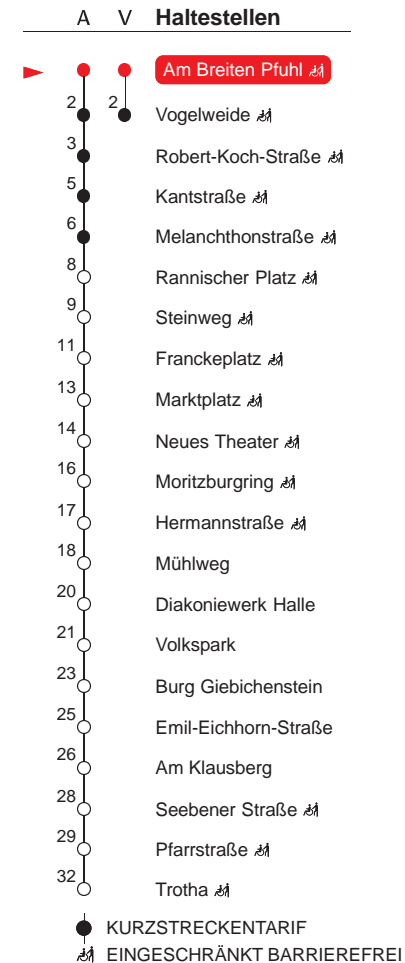 A V Haltestellen
Am Breiten Pfuhl
2 2 Vogelweide
3 Robert-Koch-Straße
5 Kantstraße
6 Melanchthonstraße
8 Rannischer Platz
9 Steinweg
11 Franckeplatz
13 Marktplatz
14 Neues Theater
16 Moritzburgring
17 Hermannstraße
18 Mühlweg
20 Diakoniewerk Halle
21 Volkspark
23 Burg Giebichenstein
25 Emil-Eichhorn-Straße
26 Am Klausberg
28 Seebener Straße
29 Pfarrstraße
32 Trotha
KURZSTRECKENTARIF
EINGESCHRÄNKT BARRIEREFREI